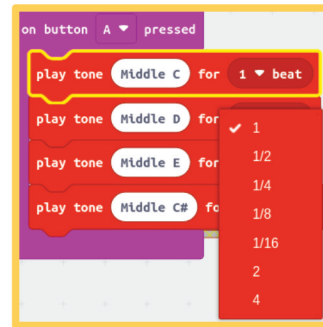 on button A pressed
play tone Middle C for 1 beat
play tone Middle D for
play tone Middle E for
play tone Middle C# fo
1
1/2
1/4
1/8
1/16
2
4